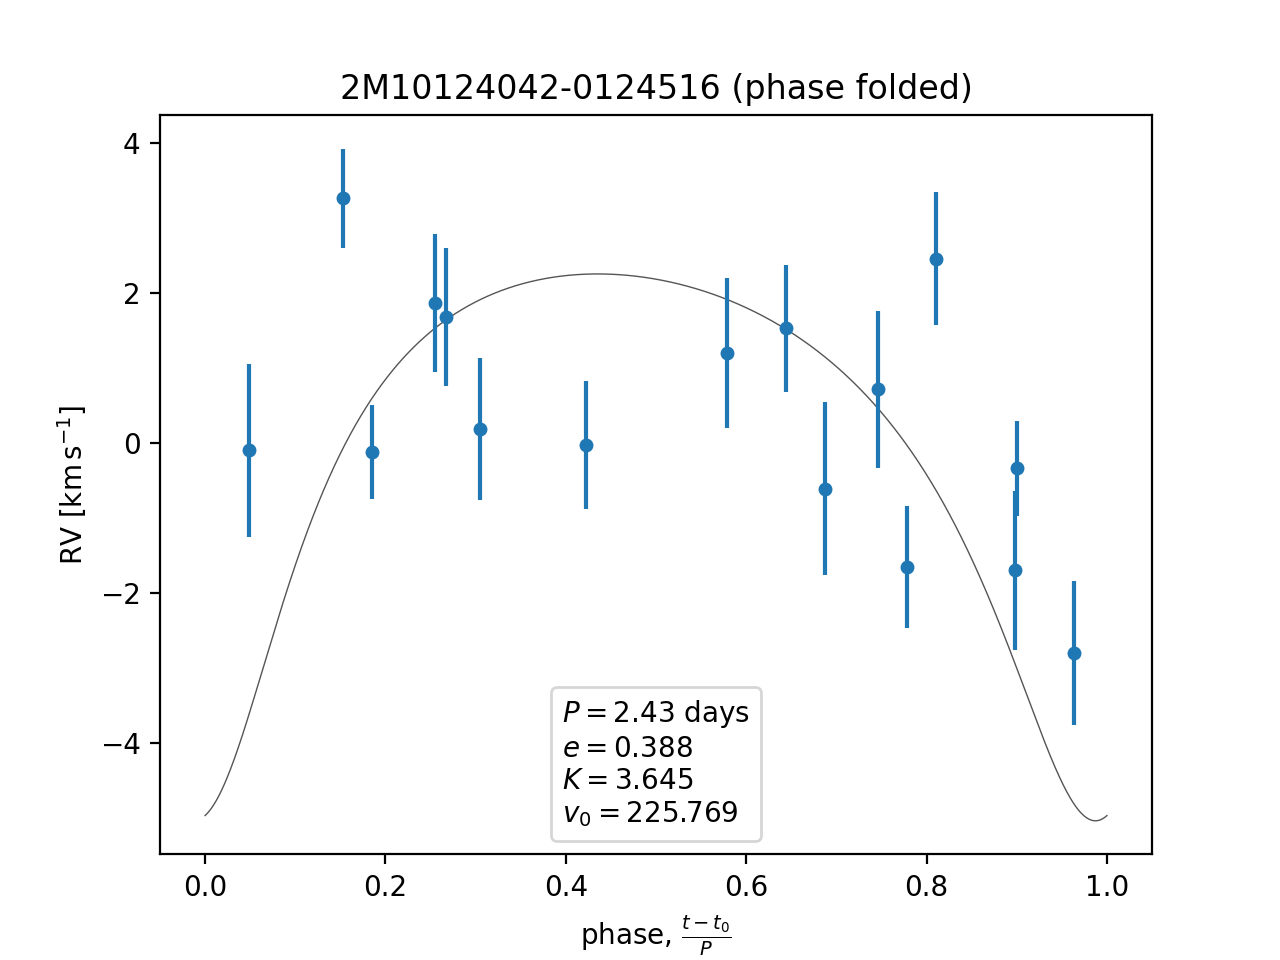 2M10124042-0124516 (phase folded)
4
2
0
−2
−4
RV [km s⁻¹]
P = 2.43 days
e = 0.388
K = 3.645
v₀ = 225.769
0.0 0.2 0.4 0.6 0.8 1.0
phase, (t − t₀)/P